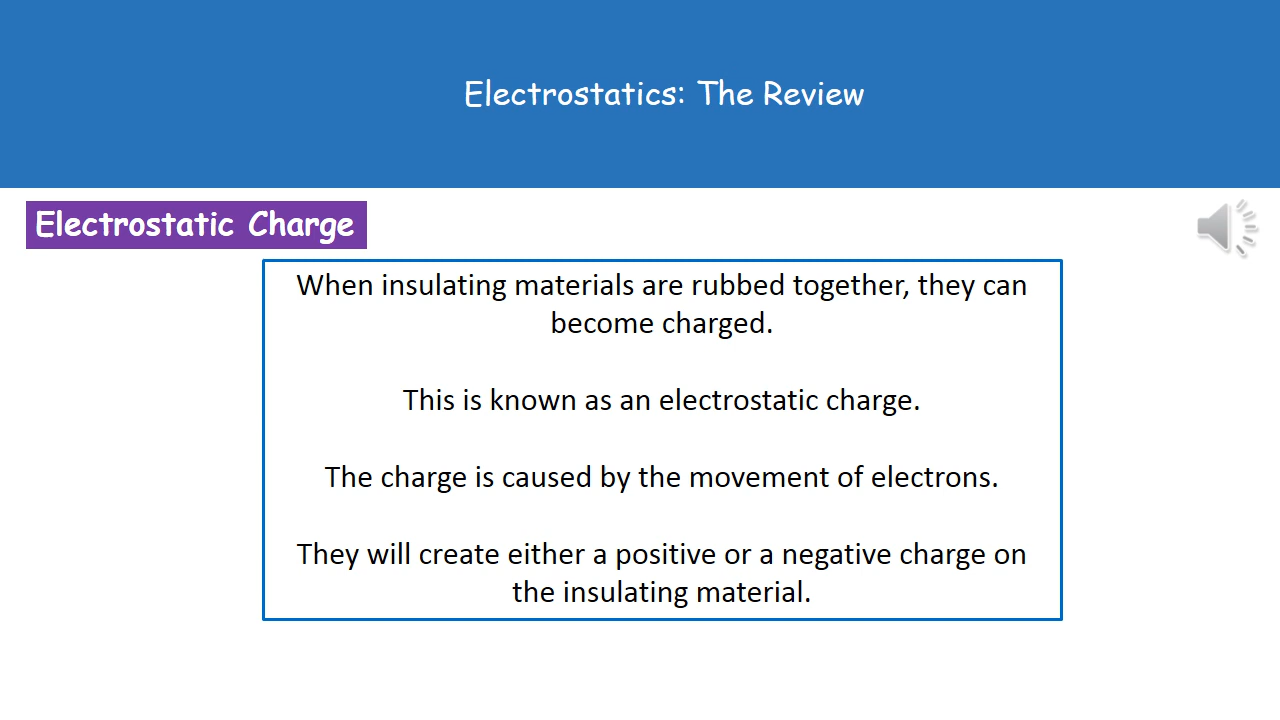 Electrostatics: The Review
Electrostatic Charge
When insulating materials are rubbed together, they can
become charged.
This is known as an electrostatic charge.
The charge is caused by the movement of electrons.
They will create either a positive or a negative charge on
the insulating material.